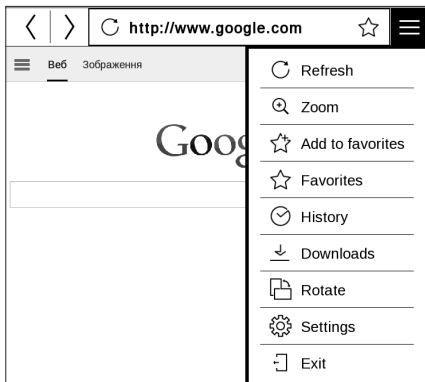 http://www.google.com
Веб Зображення
Goog
Refresh
Zoom
Add to favorites
Favorites
History
Downloads
Rotate
Settings
Exit